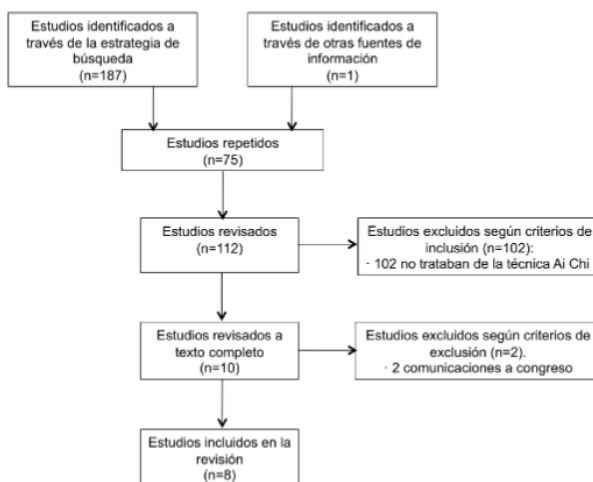 Estudios identificados a
través de la estrategia de
búsqueda
(n=187)
Estudios identificados a
través de otras fuentes de
información
(n=1)
Estudios repetidos
(n=75)
Estudios revisados
(n=112)
Estudios excluidos según criterios de
inclusión (n=102):
· 102 no trataban de la técnica Ai Chi
Estudios revisados a
texto completo
(n=10)
Estudios excluidos según criterios de
exclusión (n=2).
· 2 comunicaciones a congreso
Estudios incluidos en la
revisión
(n=8)